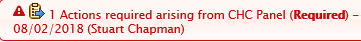 1 Actions required arising from CHC Panel (Required) -
08/02/2018 (Stuart Chapman)